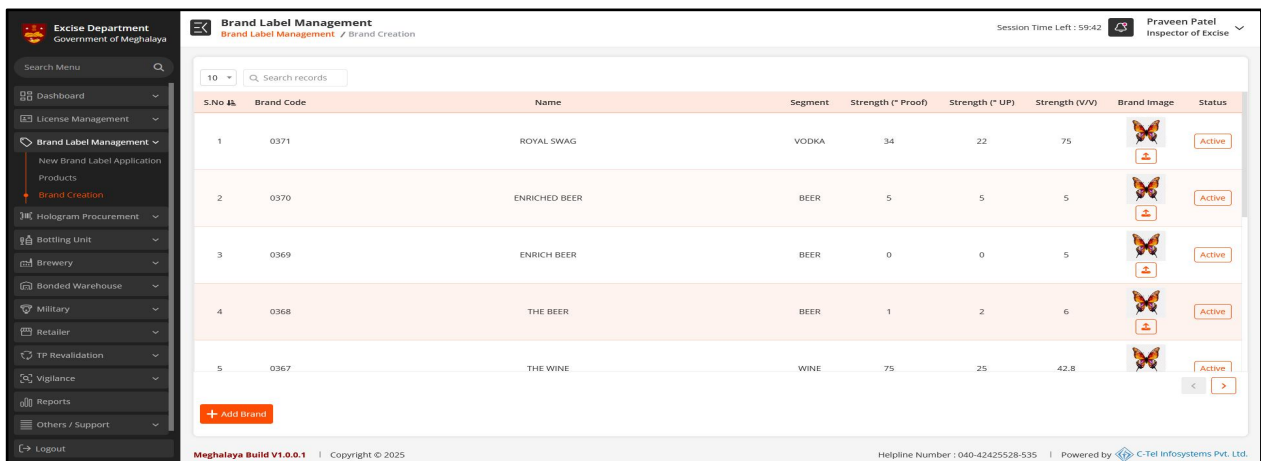 Excise Department
Government of Meghalaya
Search Menu
Dashboard
License Management
Brand Label Management
New Brand Label Application
Products
Brand Creation
Hologram Procurement
Bottling Unit
Brewery
Bonded Warehouse
Military
Retailer
TP Revalidation
Vigilance
Reports
Others / Support
Logout
Brand Label Management
Brand Label Management / Brand Creation
Session Time Left : 59:42
Praveen Patel
Inspector of Excise
10 Search records
S.No Brand Code Name Segment Strength (° Proof) Strength (° UP) Strength (V/V) Brand Image Status
1 0371 ROYAL SWAG VODKA 34 22 75 Active
2 0370 ENRICHED BEER BEER 5 5 5 Active
3 0369 ENRICH BEER BEER 0 0 5 Active
4 0368 THE BEER BEER 1 2 6 Active
5 0367 THE WINE WINE 75 25 42.8 Active
< >
+ Add Brand
Meghalaya Build V1.0.0.1 | Copyright © 2025
Helpline Number : 040-42425528-535 | Powered by C-Tel Infosystems Pvt. Ltd.